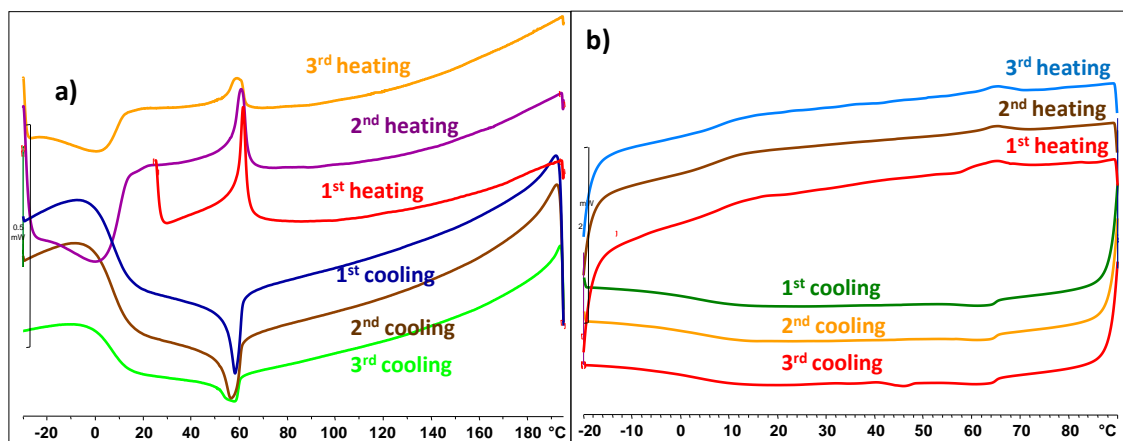 a)
3rd heating
2nd heating
1st heating
1st cooling
2nd cooling
3rd cooling
0.5
mW
-20 0 20 40 60 80 100 120 140 160 180 °C
b)
3rd heating
2nd heating
1st heating
1st cooling
2nd cooling
3rd cooling
mW
2
1
-20 -10 0 10 20 30 40 50 60 70 80 °C